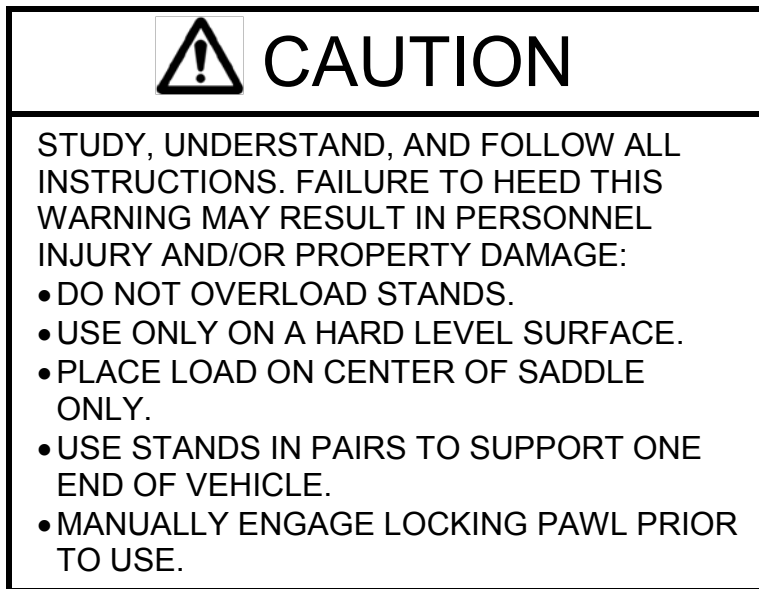 CAUTION
STUDY, UNDERSTAND, AND FOLLOW ALL
INSTRUCTIONS. FAILURE TO HEED THIS
WARNING MAY RESULT IN PERSONNEL
INJURY AND/OR PROPERTY DAMAGE:
• DO NOT OVERLOAD STANDS.
• USE ONLY ON A HARD LEVEL SURFACE.
• PLACE LOAD ON CENTER OF SADDLE
ONLY.
• USE STANDS IN PAIRS TO SUPPORT ONE
END OF VEHICLE.
• MANUALLY ENGAGE LOCKING PAWL PRIOR
TO USE.